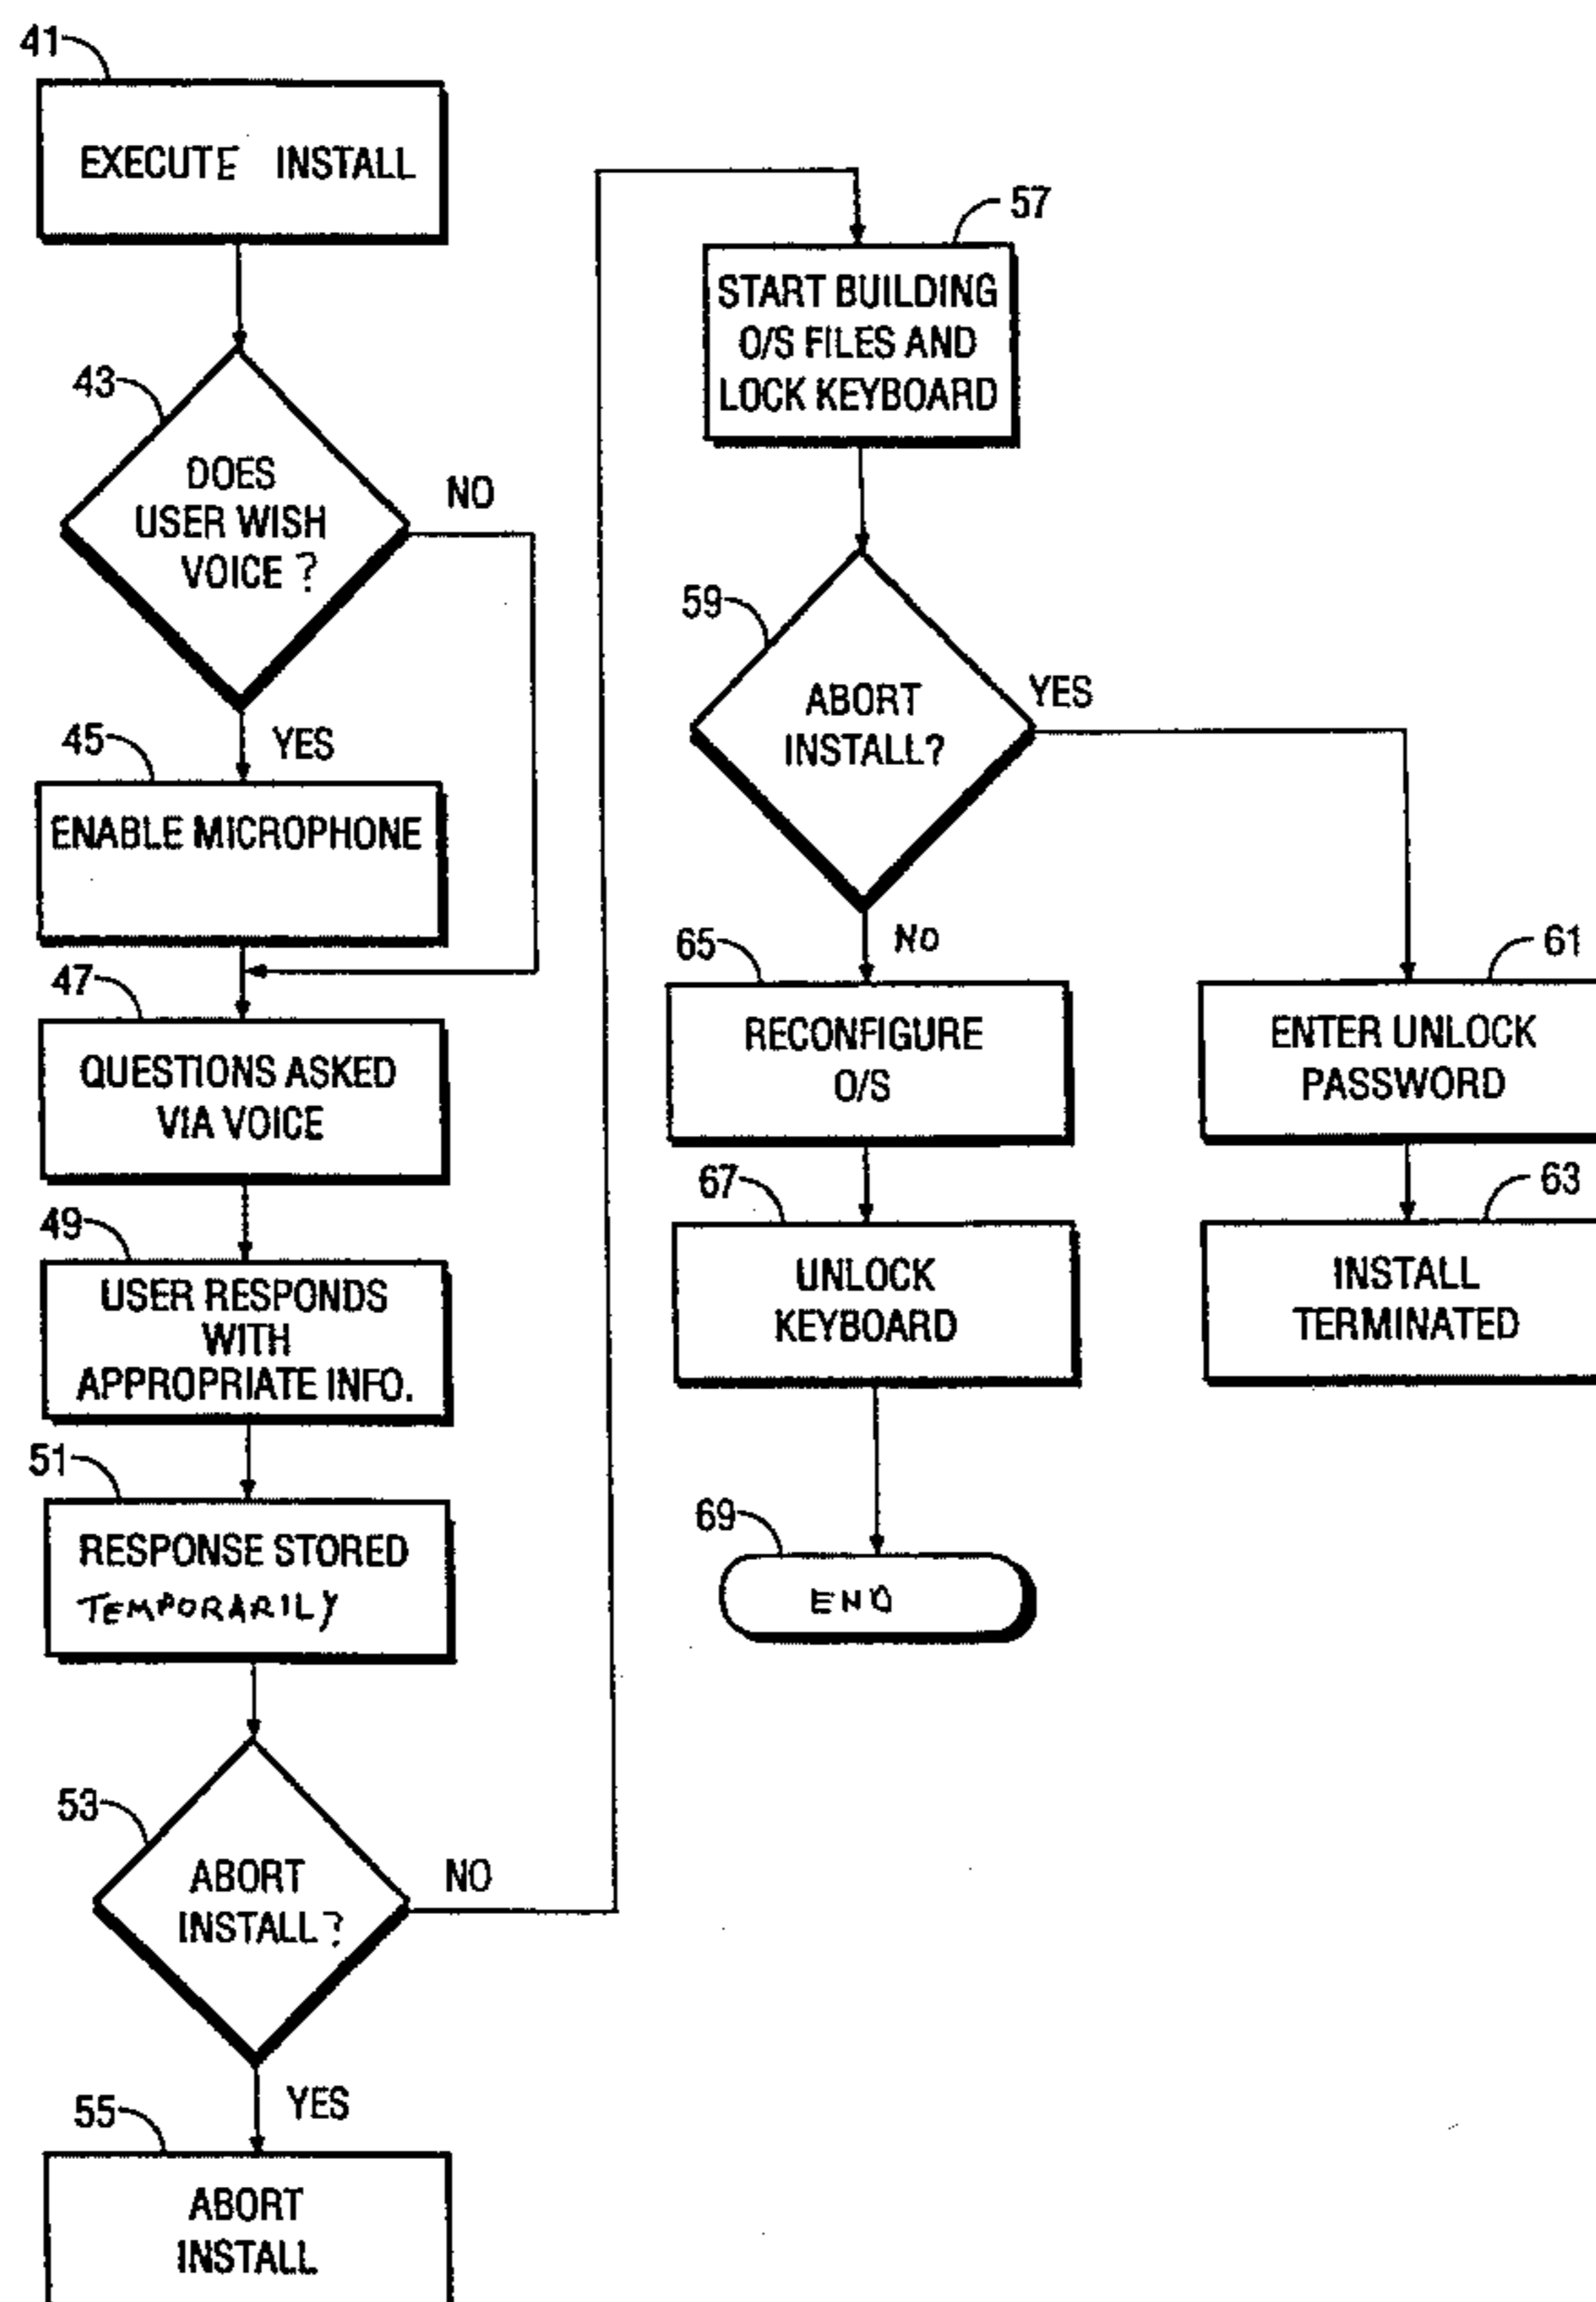 41
EXECUTE INSTALL
43
DOES
USER WISH
VOICE ?
NO
YES
45
ENABLE MICROPHONE
47
QUESTIONS ASKED
VIA VOICE
49
USER RESPONDS
WITH
APPROPRIATE INFO.
51
RESPONSE STORED
TEMPORARILY
53
ABORT
INSTALL ?
NO
YES
55
ABORT
INSTALL
57
START BUILDING
O/S FILES AND
LOCK KEYBOARD
59
ABORT
INSTALL?
YES
NO
65
RECONFIGURE
O/S
67
UNLOCK
KEYBOARD
69
END
61
ENTER UNLOCK
PASSWORD
63
INSTALL
TERMINATED